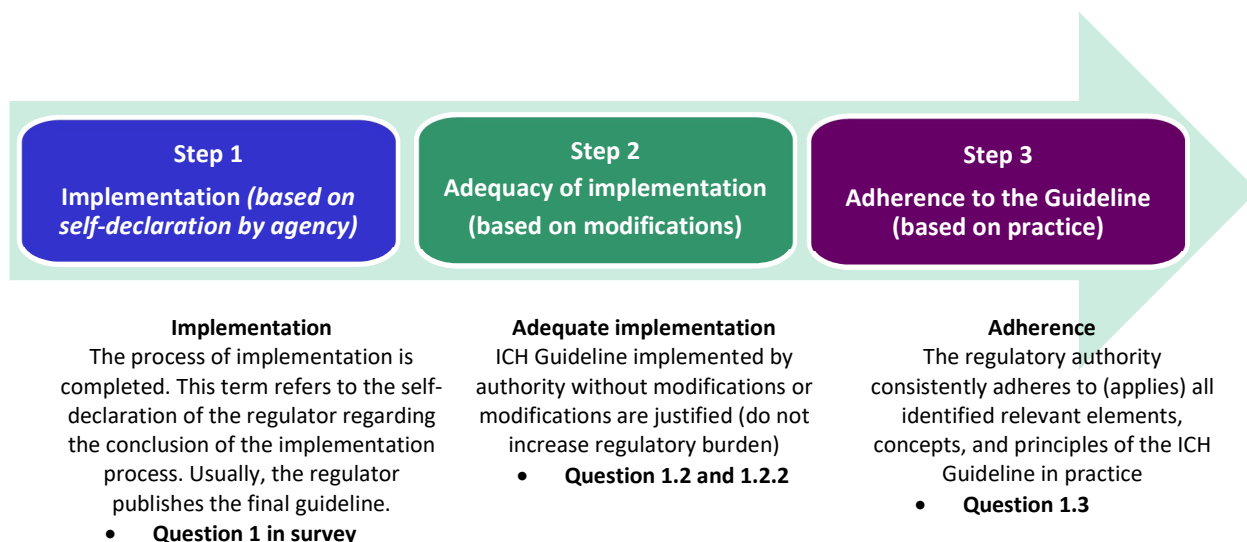 Step 1
Implementation (based on
self-declaration by agency)
Step 2
Adequacy of implementation
(based on modifications)
Step 3
Adherence to the Guideline
(based on practice)
Implementation
The process of implementation is
completed. This term refers to the self-
declaration of the regulator regarding
the conclusion of the implementation
process. Usually, the regulator
publishes the final guideline.
• Question 1 in survey
Adequate implementation
ICH Guideline implemented by
authority without modifications or
modifications are justified (do not
increase regulatory burden)
• Question 1.2 and 1.2.2
Adherence
The regulatory authority
consistently adheres to (applies) all
identified relevant elements,
concepts, and principles of the ICH
Guideline in practice
• Question 1.3